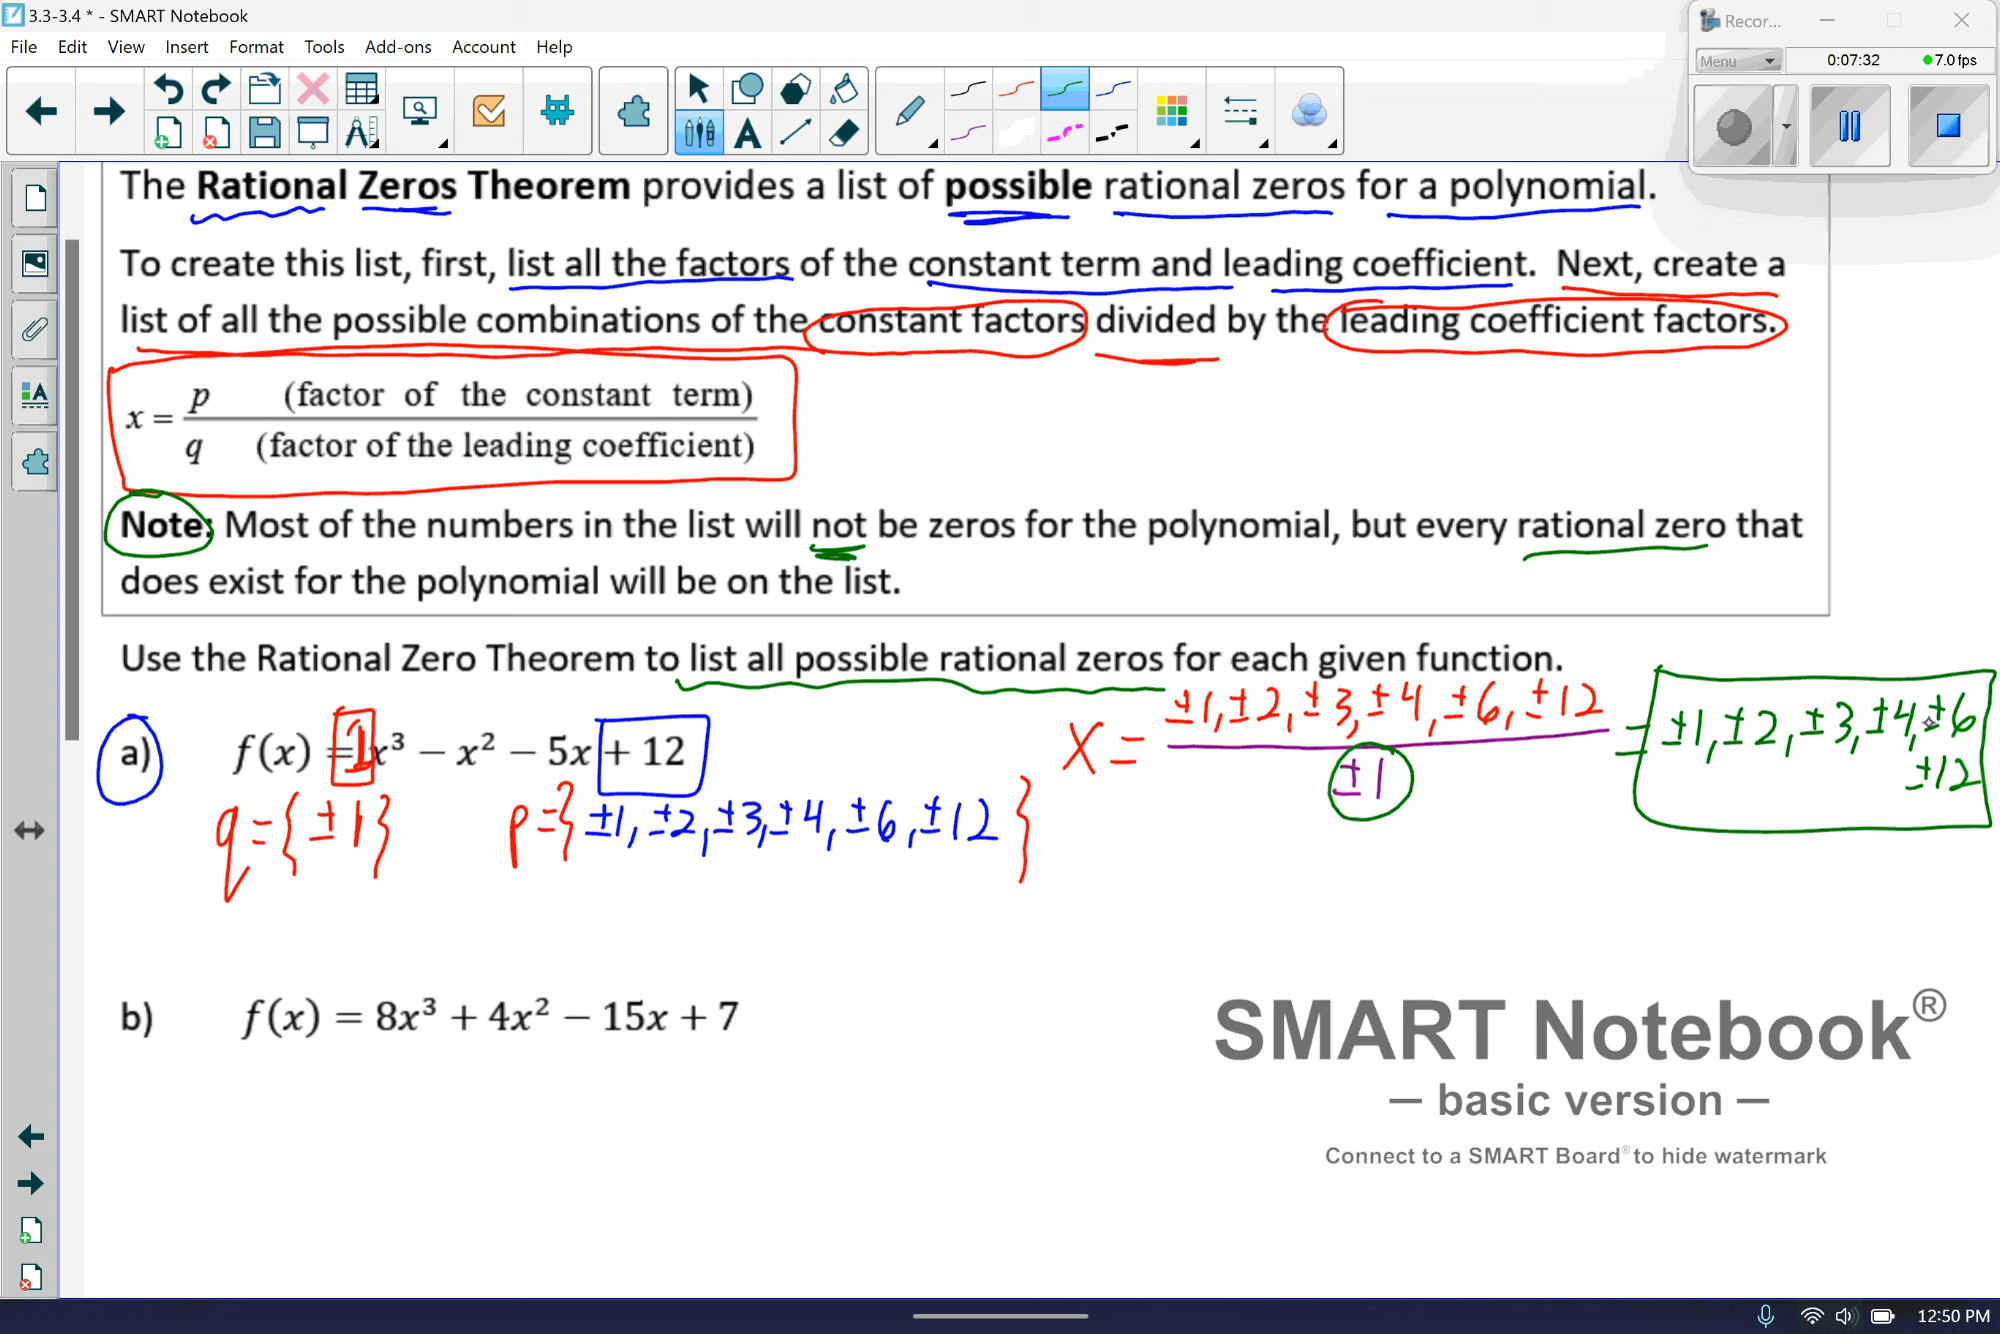 3.3-3.4 * - SMART Notebook
File Edit View Insert Format Tools Add-ons Account Help
Recor...
Menu 0:07:32 7.0fps
The Rational Zeros Theorem provides a list of possible rational zeros for a polynomial.
To create this list, first, list all the factors of the constant term and leading coefficient. Next, create a
list of all the possible combinations of the constant factors divided by the leading coefficient factors.
x = p (factor of the constant term)
q (factor of the leading coefficient)
Note: Most of the numbers in the list will not be zeros for the polynomial, but every rational zero that
does exist for the polynomial will be on the list.
Use the Rational Zero Theorem to list all possible rational zeros for each given function.
a) f(x) = 1x³ − x² − 5x + 12
q = { ±1 } p = { ±1, ±2, ±3, ±4, ±6, ±12 }
x = ±1, ±2, ±3, ±4, ±6, ±12
±1
= ±1, ±2, ±3, ±4, ±6
±12
b) f(x) = 8x³ + 4x² − 15x + 7
SMART Notebook®
— basic version —
Connect to a SMART Board® to hide watermark
12:50 PM